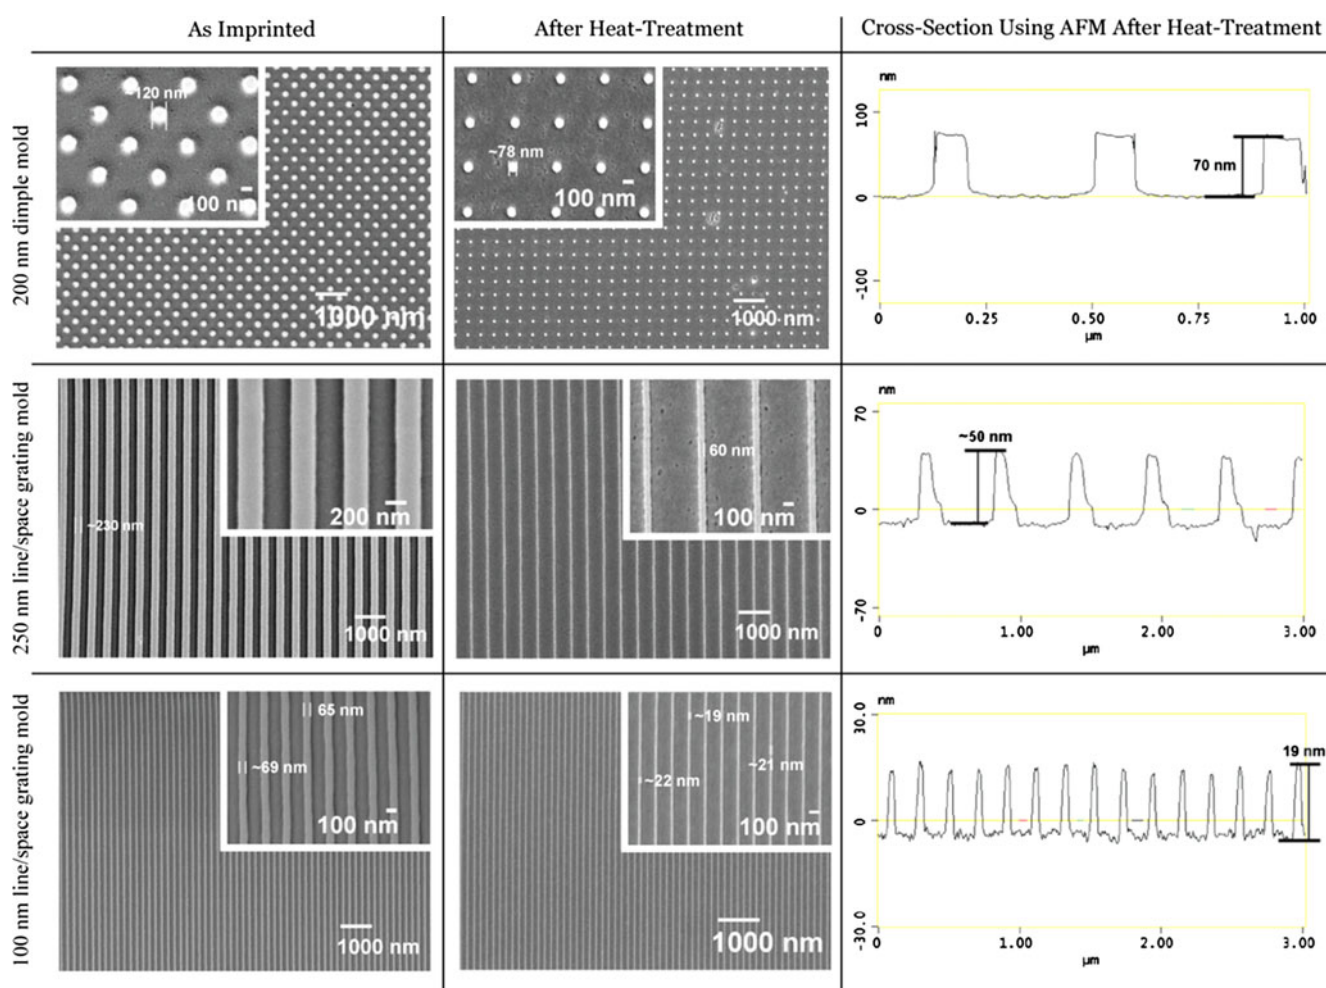 As Imprinted
After Heat-Treatment
Cross-Section Using AFM After Heat-Treatment
200 nm dimple mold
~120 nm
100 nm
1000 nm
~78 nm
100 nm
1000 nm
nm
100
0
-100
70 nm
0 0.25 0.50 0.75 1.00
µm
250 nm line/space grating mold
~230 nm
200 nm
1000 nm
60 nm
100 nm
1000 nm
nm
70
0
-70
~50 nm
0 1.00 2.00 3.00
µm
100 nm line/space grating mold
65 nm
~69 nm
100 nm
1000 nm
~19 nm
~21 nm
~22 nm
100 nm
1000 nm
nm
30.0
0
-30.0
19 nm
0 1.00 2.00 3.00
µm